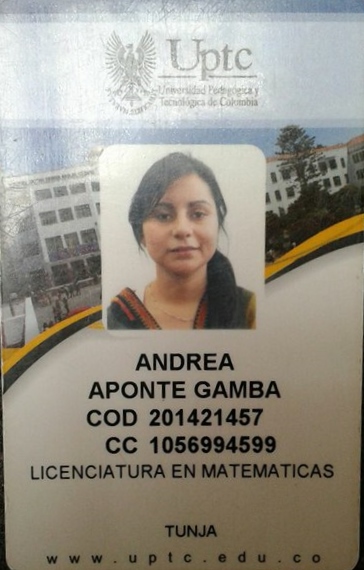 Uptc
Universidad Pedagógica y
Tecnológica de Colombia
ANDREA
APONTE GAMBA
COD 201421457
CC 1056994599
LICENCIATURA EN MATEMATICAS
TUNJA
www.uptc.edu.co